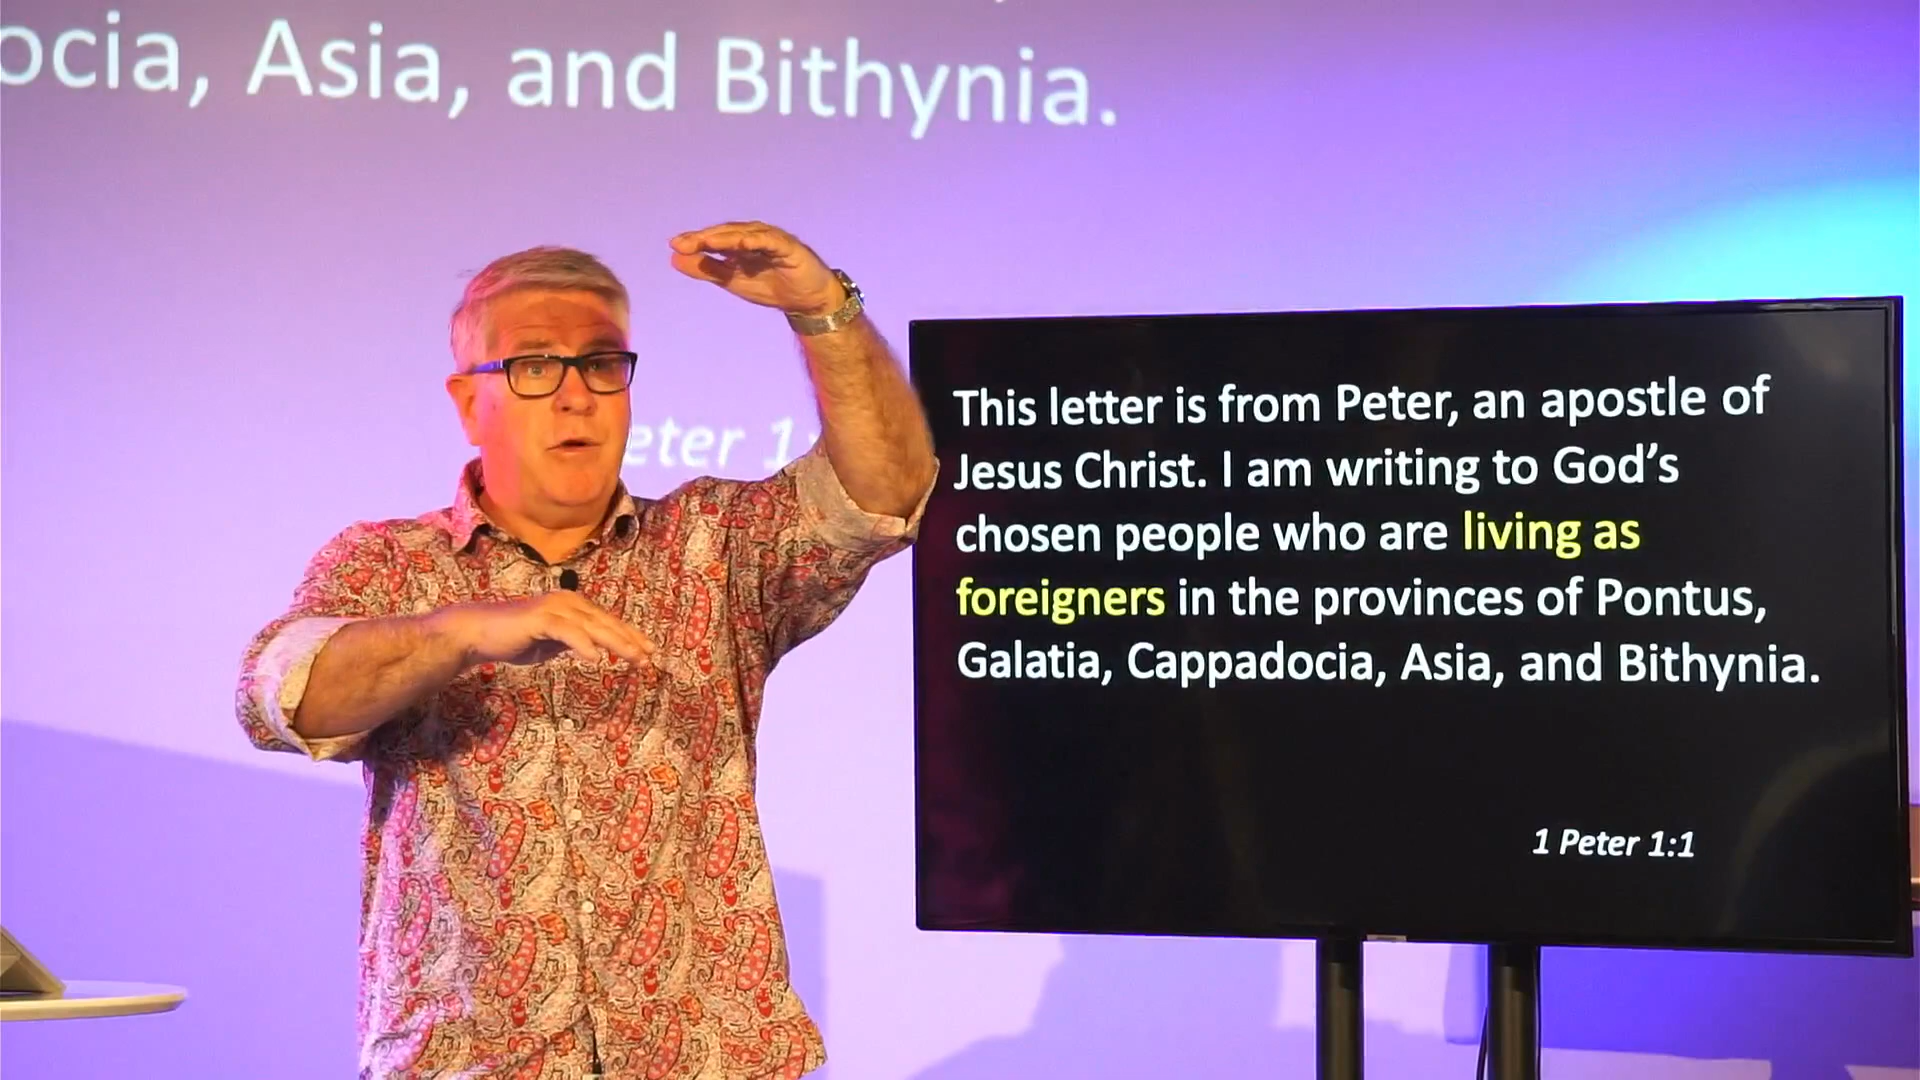 ocia, Asia, and Bithynia.
eter 1:
This letter is from Peter, an apostle of
Jesus Christ. I am writing to God’s
chosen people who are living as
foreigners in the provinces of Pontus,
Galatia, Cappadocia, Asia, and Bithynia.
1 Peter 1:1